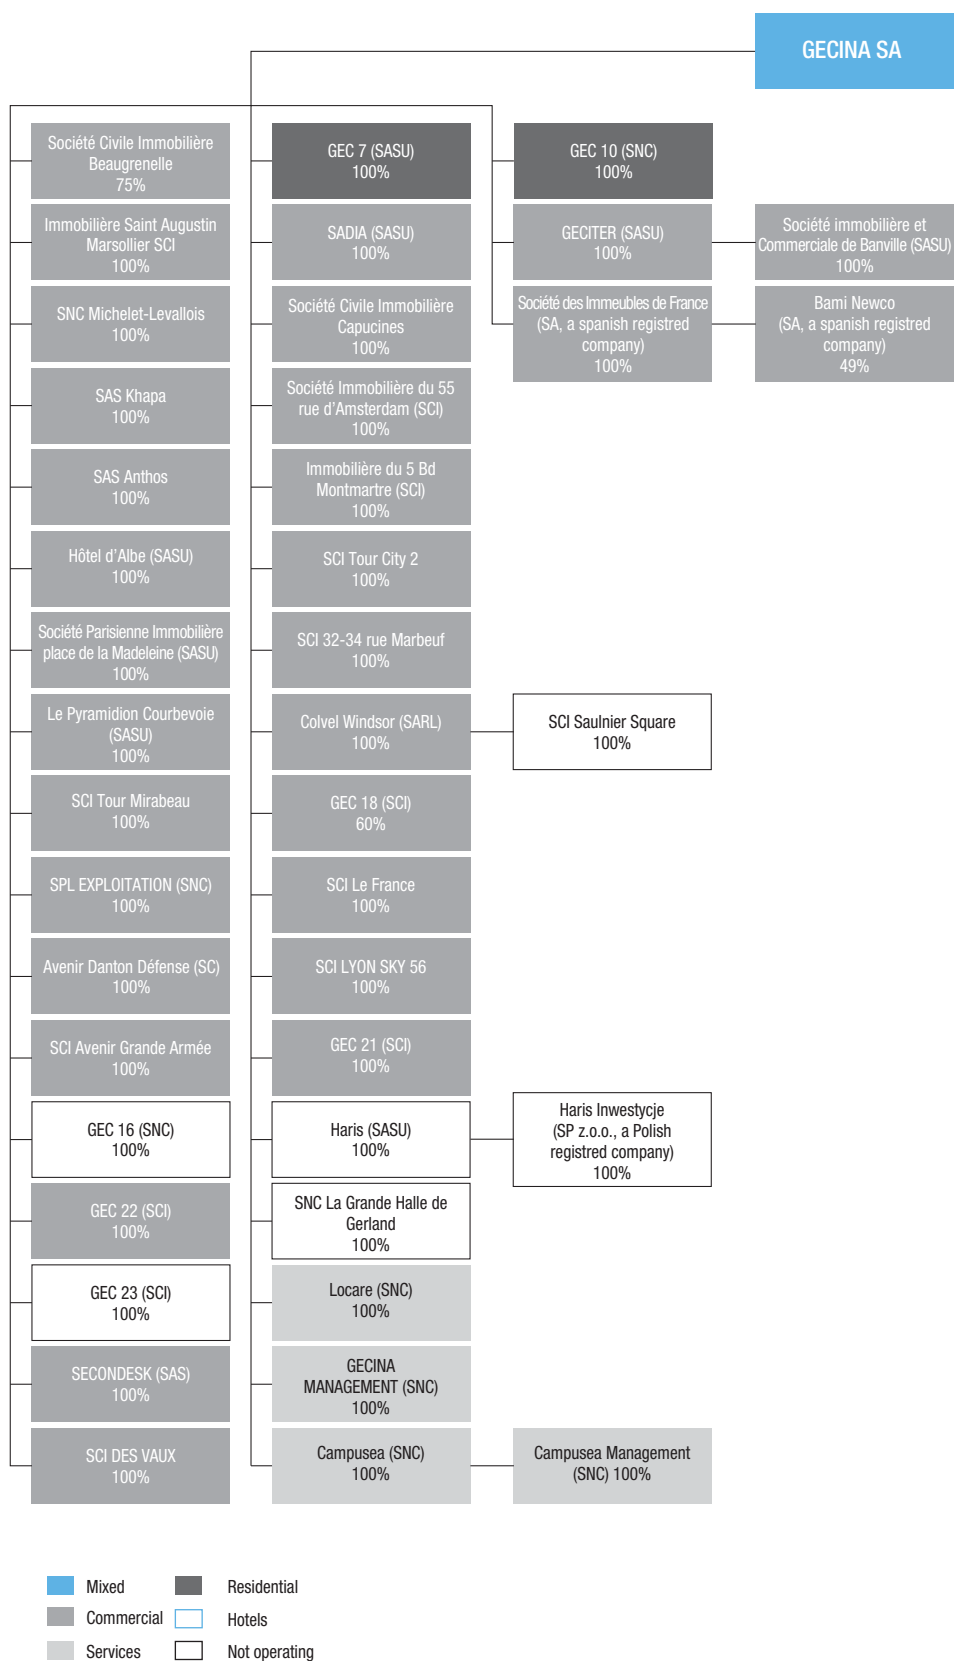 GECINA SA
Société Civile Immobilière
Beaugrenelle
75%
Immobilière Saint Augustin
Marsollier SCI
100%
SNC Michelet-Levallois
100%
SAS Khapa
100%
SAS Anthos
100%
Hôtel d'Albe (SASU)
100%
Société Parisienne Immobilière
place de la Madeleine (SASU)
100%
Le Pyramidion Courbevoie
(SASU)
100%
SCI Tour Mirabeau
100%
SPL EXPLOITATION (SNC)
100%
Avenir Danton Défense (SC)
100%
SCI Avenir Grande Armée
100%
GEC 16 (SNC)
100%
GEC 22 (SCI)
100%
GEC 23 (SCI)
100%
SECONDESK (SAS)
100%
SCI DES VAUX
100%
GEC 7 (SASU)
100%
SADIA (SASU)
100%
Société Civile Immobilière
Capucines
100%
Société Immobilière du 55
rue d'Amsterdam (SCI)
100%
Immobilière du 5 Bd
Montmartre (SCI)
100%
SCI Tour City 2
100%
SCI 32-34 rue Marbeuf
100%
Colvel Windsor (SARL)
100%
GEC 18 (SCI)
60%
SCI Le France
100%
SCI LYON SKY 56
100%
GEC 21 (SCI)
100%
Haris (SASU)
100%
SNC La Grande Halle de
Gerland
100%
Locare (SNC)
100%
GECINA
MANAGEMENT (SNC)
100%
Campusea (SNC)
100%
GEC 10 (SNC)
100%
GECITER (SASU)
100%
Société des Immeubles de France
(SA, a spanish registred
company)
100%
SCI Saulnier Square
100%
Haris Inwestycje
(SP z.o.o., a Polish
registred company)
100%
Campusea Management
(SNC) 100%
Société immobilière et
Commerciale de Banville (SASU)
100%
Bami Newco
(SA, a spanish registred
company)
49%
Mixed
Residential
Commercial
Hotels
Services
Not operating